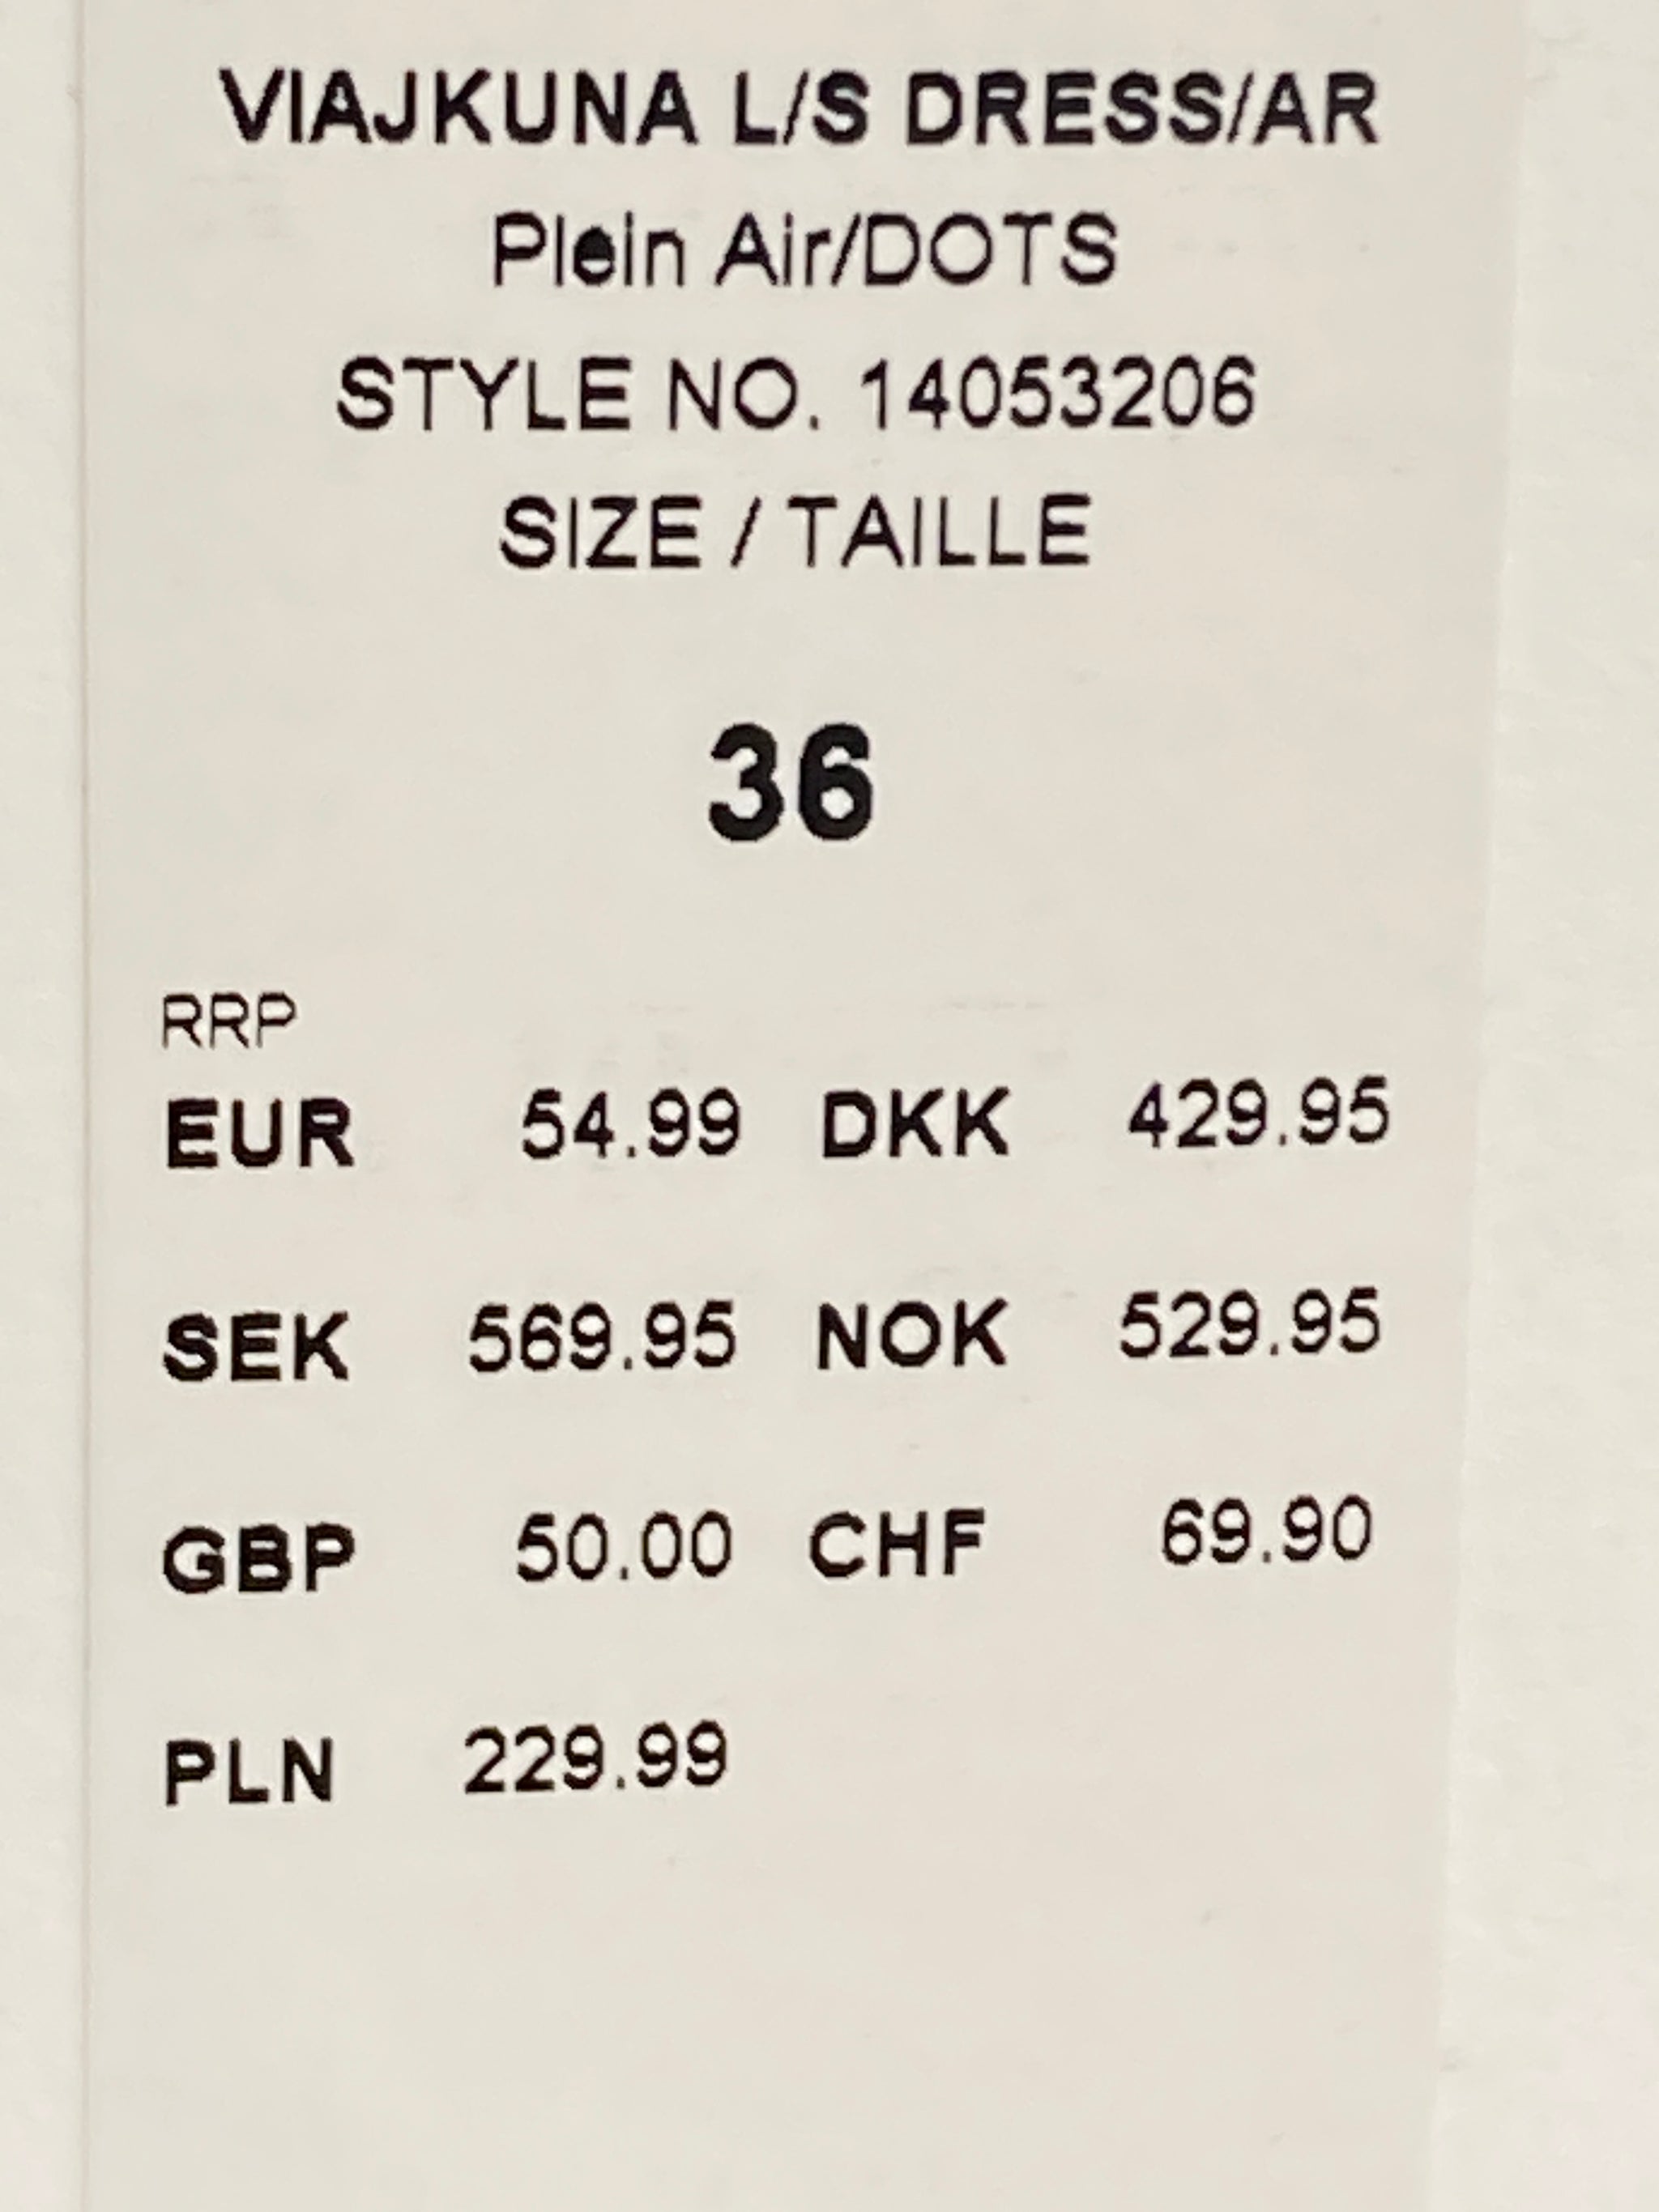 VIAJKUNA L/S DRESS/AR
Plein Air/DOTS
STYLE NO. 14053206
SIZE / TAILLE
36
RRP
EUR 54.99 DKK 429.95
SEK 569.95 NOK 529.95
GBP 50.00 CHF 69.90
PLN 229.99